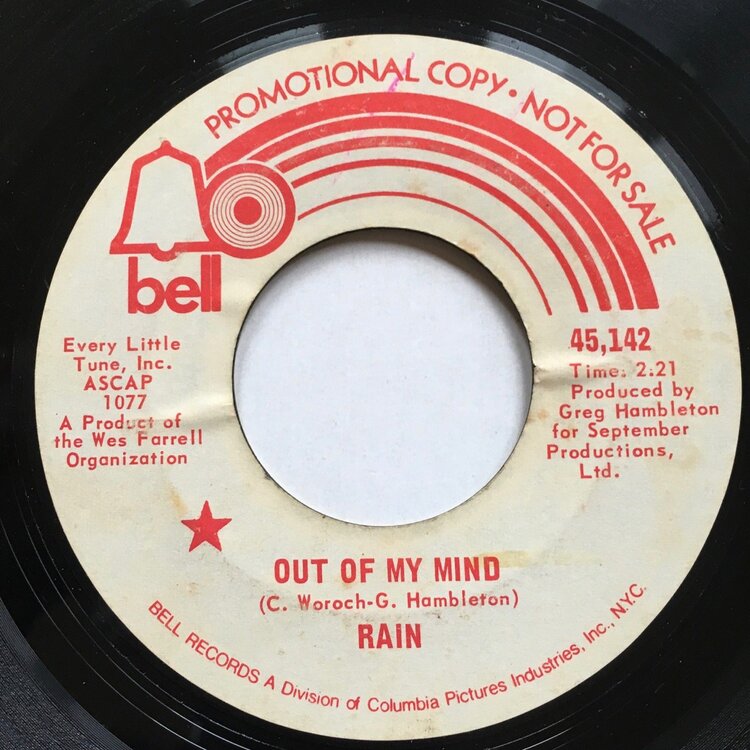 PROMOTIONAL COPY • NOT FOR SALE
bell
Every Little
Tune, Inc.
ASCAP
1077
A Product of
the Wes Farrell
Organization
45,142
Time: 2:21
Produced by
Greg Hambleton
for September
Productions,
Ltd.
OUT OF MY MIND
(C. Woroch-G. Hambleton)
RAIN
BELL RECORDS A Division of Columbia Pictures Industries, Inc., N.Y.C.